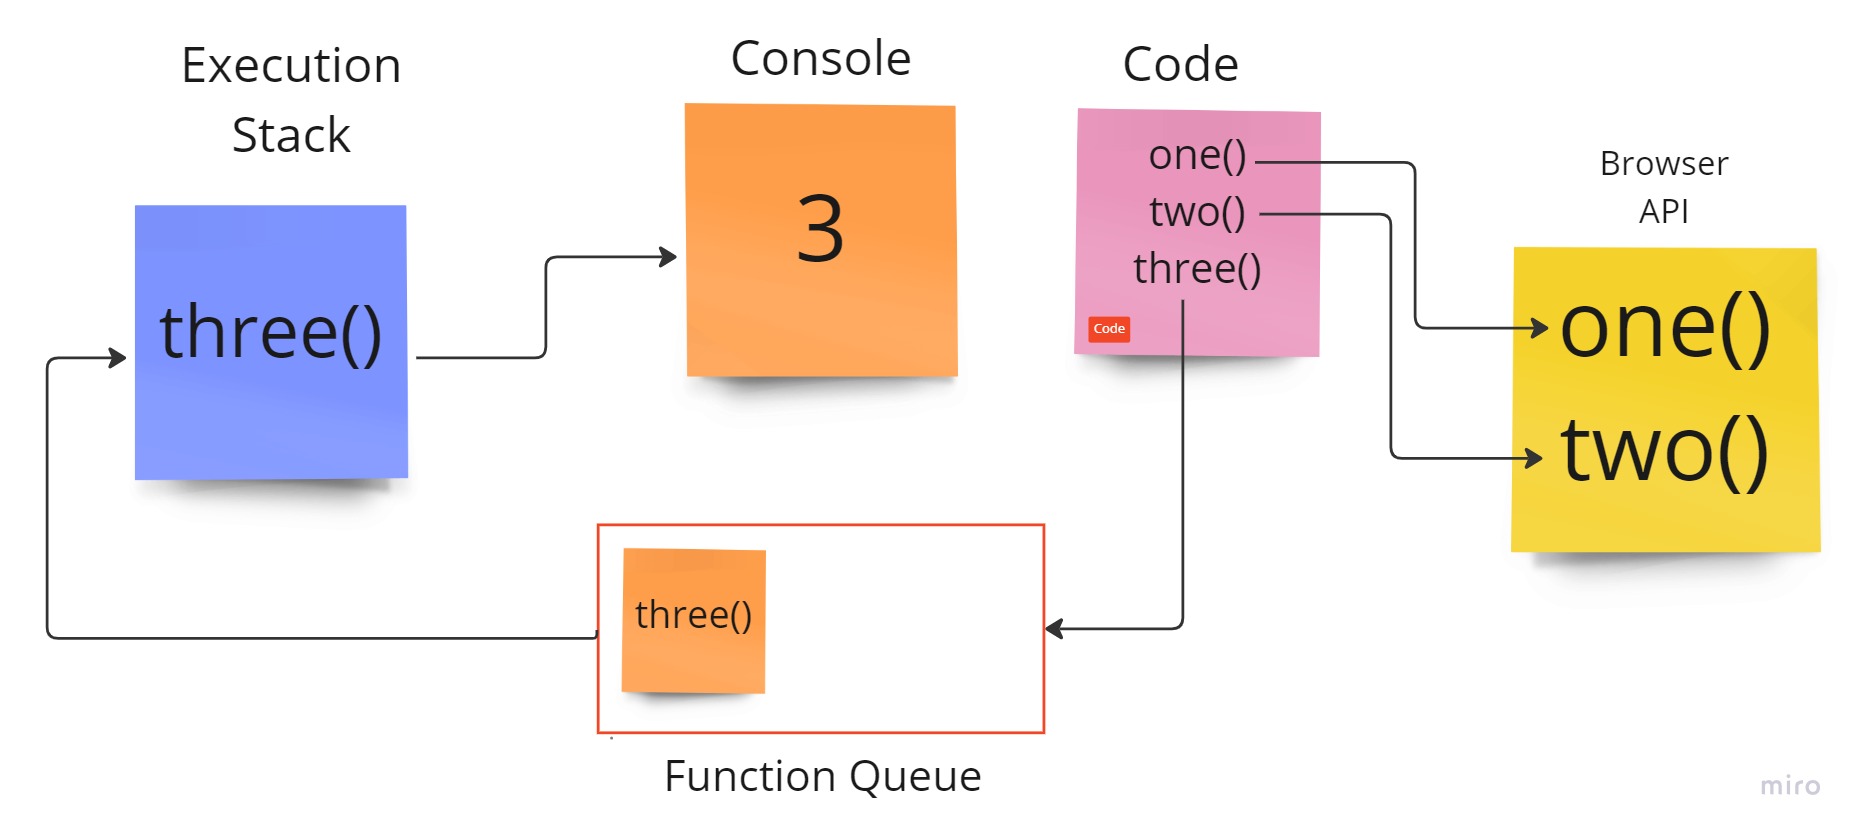 Execution
Stack
three()
Console
3
Code
one()
two()
three()
Code
Browser
API
one()
two()
three()
Function Queue
miro